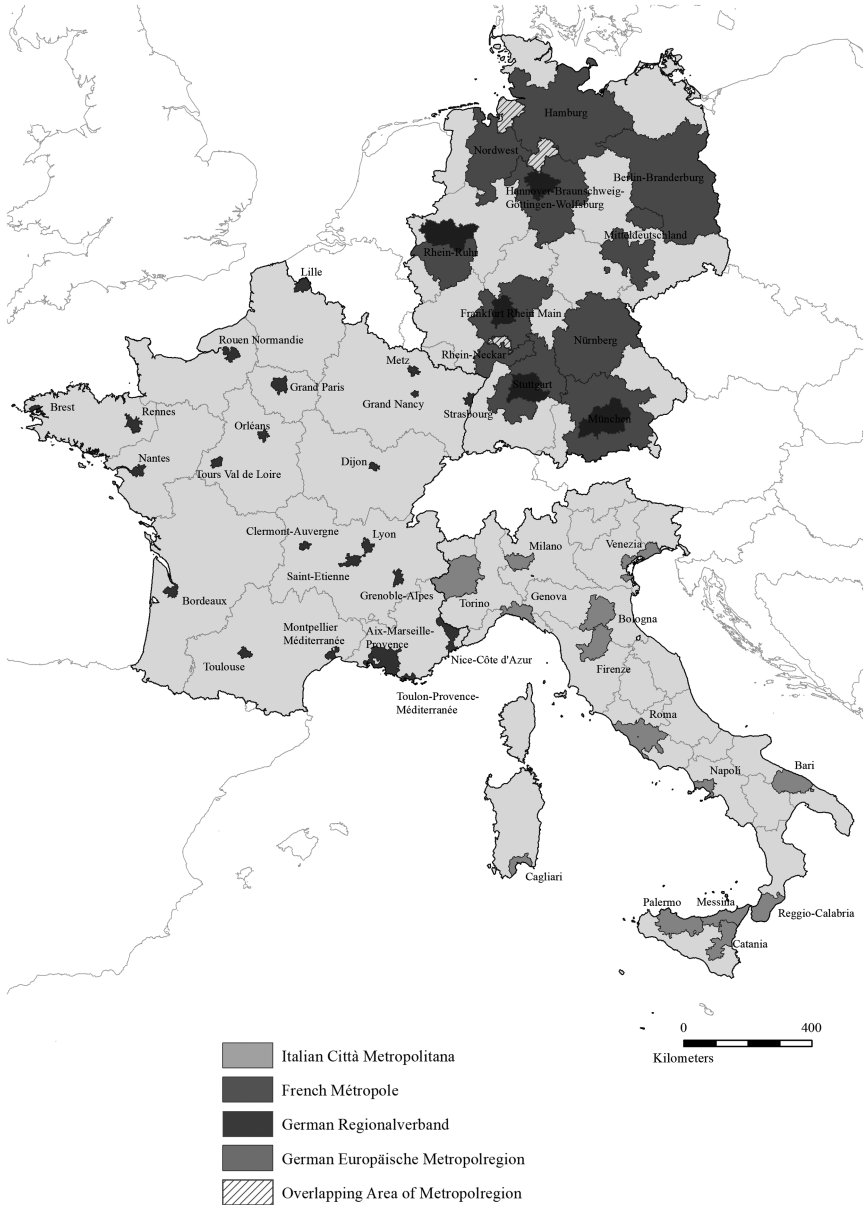 Hamburg
Nordwest
Berlin-Branderburg
Hannover-Braunschweig-
Göttingen-Wolfsburg
Mitteldeutschland
Rhein-Ruhr
Lille
Frankfurt Rhein Main
Rouen Normandie
Nürnberg
Rhein-Neckar
Metz
Grand Paris
Stuttgart
Grand Nancy
Brest
Rennes
Strasbourg
München
Orléans
Nantes
Dijon
Tours Val de Loire
Clermont-Auvergne
Lyon
Milano
Venezia
Saint-Etienne
Grenoble-Alpes
Bordeaux
Torino
Genova
Bologna
Montpellier
Méditerranée
Aix-Marseille-
Provence
Toulouse
Nice-Côte d'Azur
Firenze
Toulon-Provence-
Méditerranée
Roma
Napoli
Bari
Cagliari
Palermo
Messina
Reggio-Calabria
Catania
0 400
Kilometers
Italian Città Metropolitana
French Métropole
German Regionalverband
German Europäische Metropolregion
Overlapping Area of Metropolregion